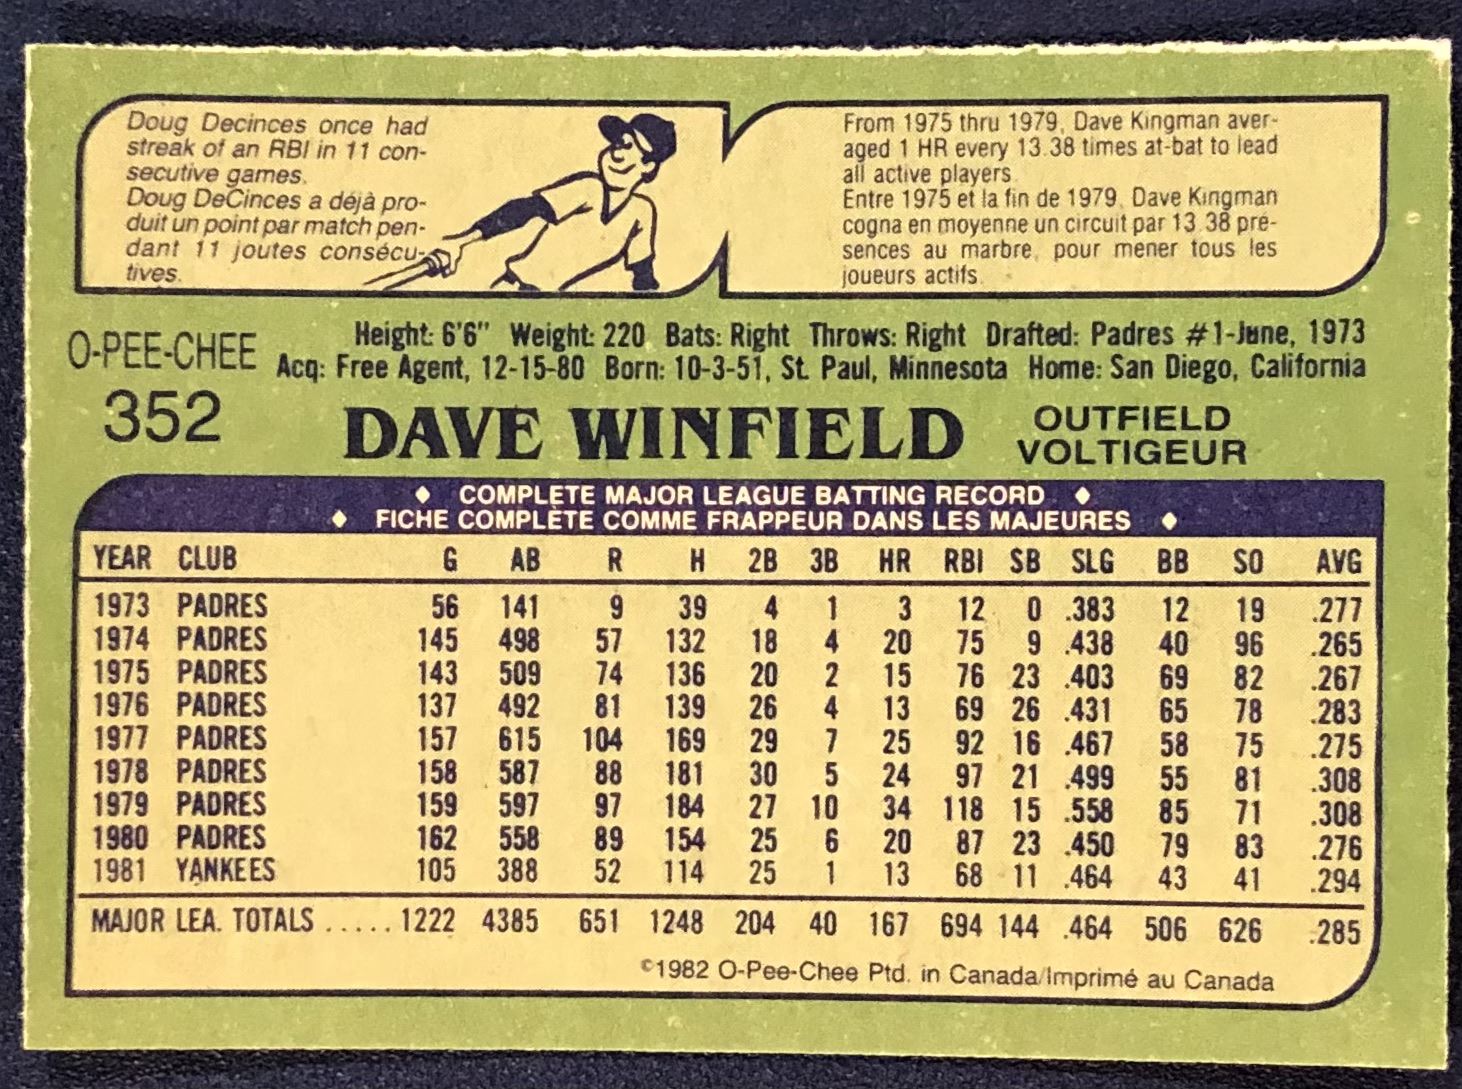 Doug Decinces once had
streak of an RBI in 11 con-
secutive games.
Doug DeCinces a déjà pro-
duit un point par match pen-
dant 11 joutes consécu-
tives.
From 1975 thru 1979, Dave Kingman aver-
aged 1 HR every 13.38 times at-bat to lead
all active players.
Entre 1975 et la fin de 1979, Dave Kingman
cogna en moyenne un circuit par 13.38 pré-
sences au marbre, pour mener tous les
joueurs actifs.
O-PEE-CHEE
352
Height: 6'6" Weight: 220 Bats: Right Throws: Right Drafted: Padres #1-June, 1973
Acq: Free Agent, 12-15-80 Born: 10-3-51, St. Paul, Minnesota Home: San Diego, California
DAVE WINFIELD
OUTFIELD
VOLTIGEUR
♦ COMPLETE MAJOR LEAGUE BATTING RECORD ♦
♦ FICHE COMPLÈTE COMME FRAPPEUR DANS LES MAJEURES ♦
YEAR CLUB G AB R H 2B 3B HR RBI SB SLG BB SO AVG
1973 PADRES 56 141 9 39 4 1 3 12 0 .383 12 19 .277
1974 PADRES 145 498 57 132 18 4 20 75 9 .438 40 96 .265
1975 PADRES 143 509 74 136 20 2 15 76 23 .403 69 82 .267
1976 PADRES 137 492 81 139 26 4 13 69 26 .431 65 78 .283
1977 PADRES 157 615 104 169 29 7 25 92 16 .467 58 75 .275
1978 PADRES 158 587 88 181 30 5 24 97 21 .499 55 81 .308
1979 PADRES 159 597 97 184 27 10 34 118 15 .558 85 71 .308
1980 PADRES 162 558 89 154 25 6 20 87 23 .450 79 83 .276
1981 YANKEES 105 388 52 114 25 1 13 68 11 .464 43 41 .294
MAJOR LEA. TOTALS ..... 1222 4385 651 1248 204 40 167 694 144 .464 506 626 .285
©1982 O-Pee-Chee Ptd. in Canada/Imprimé au Canada